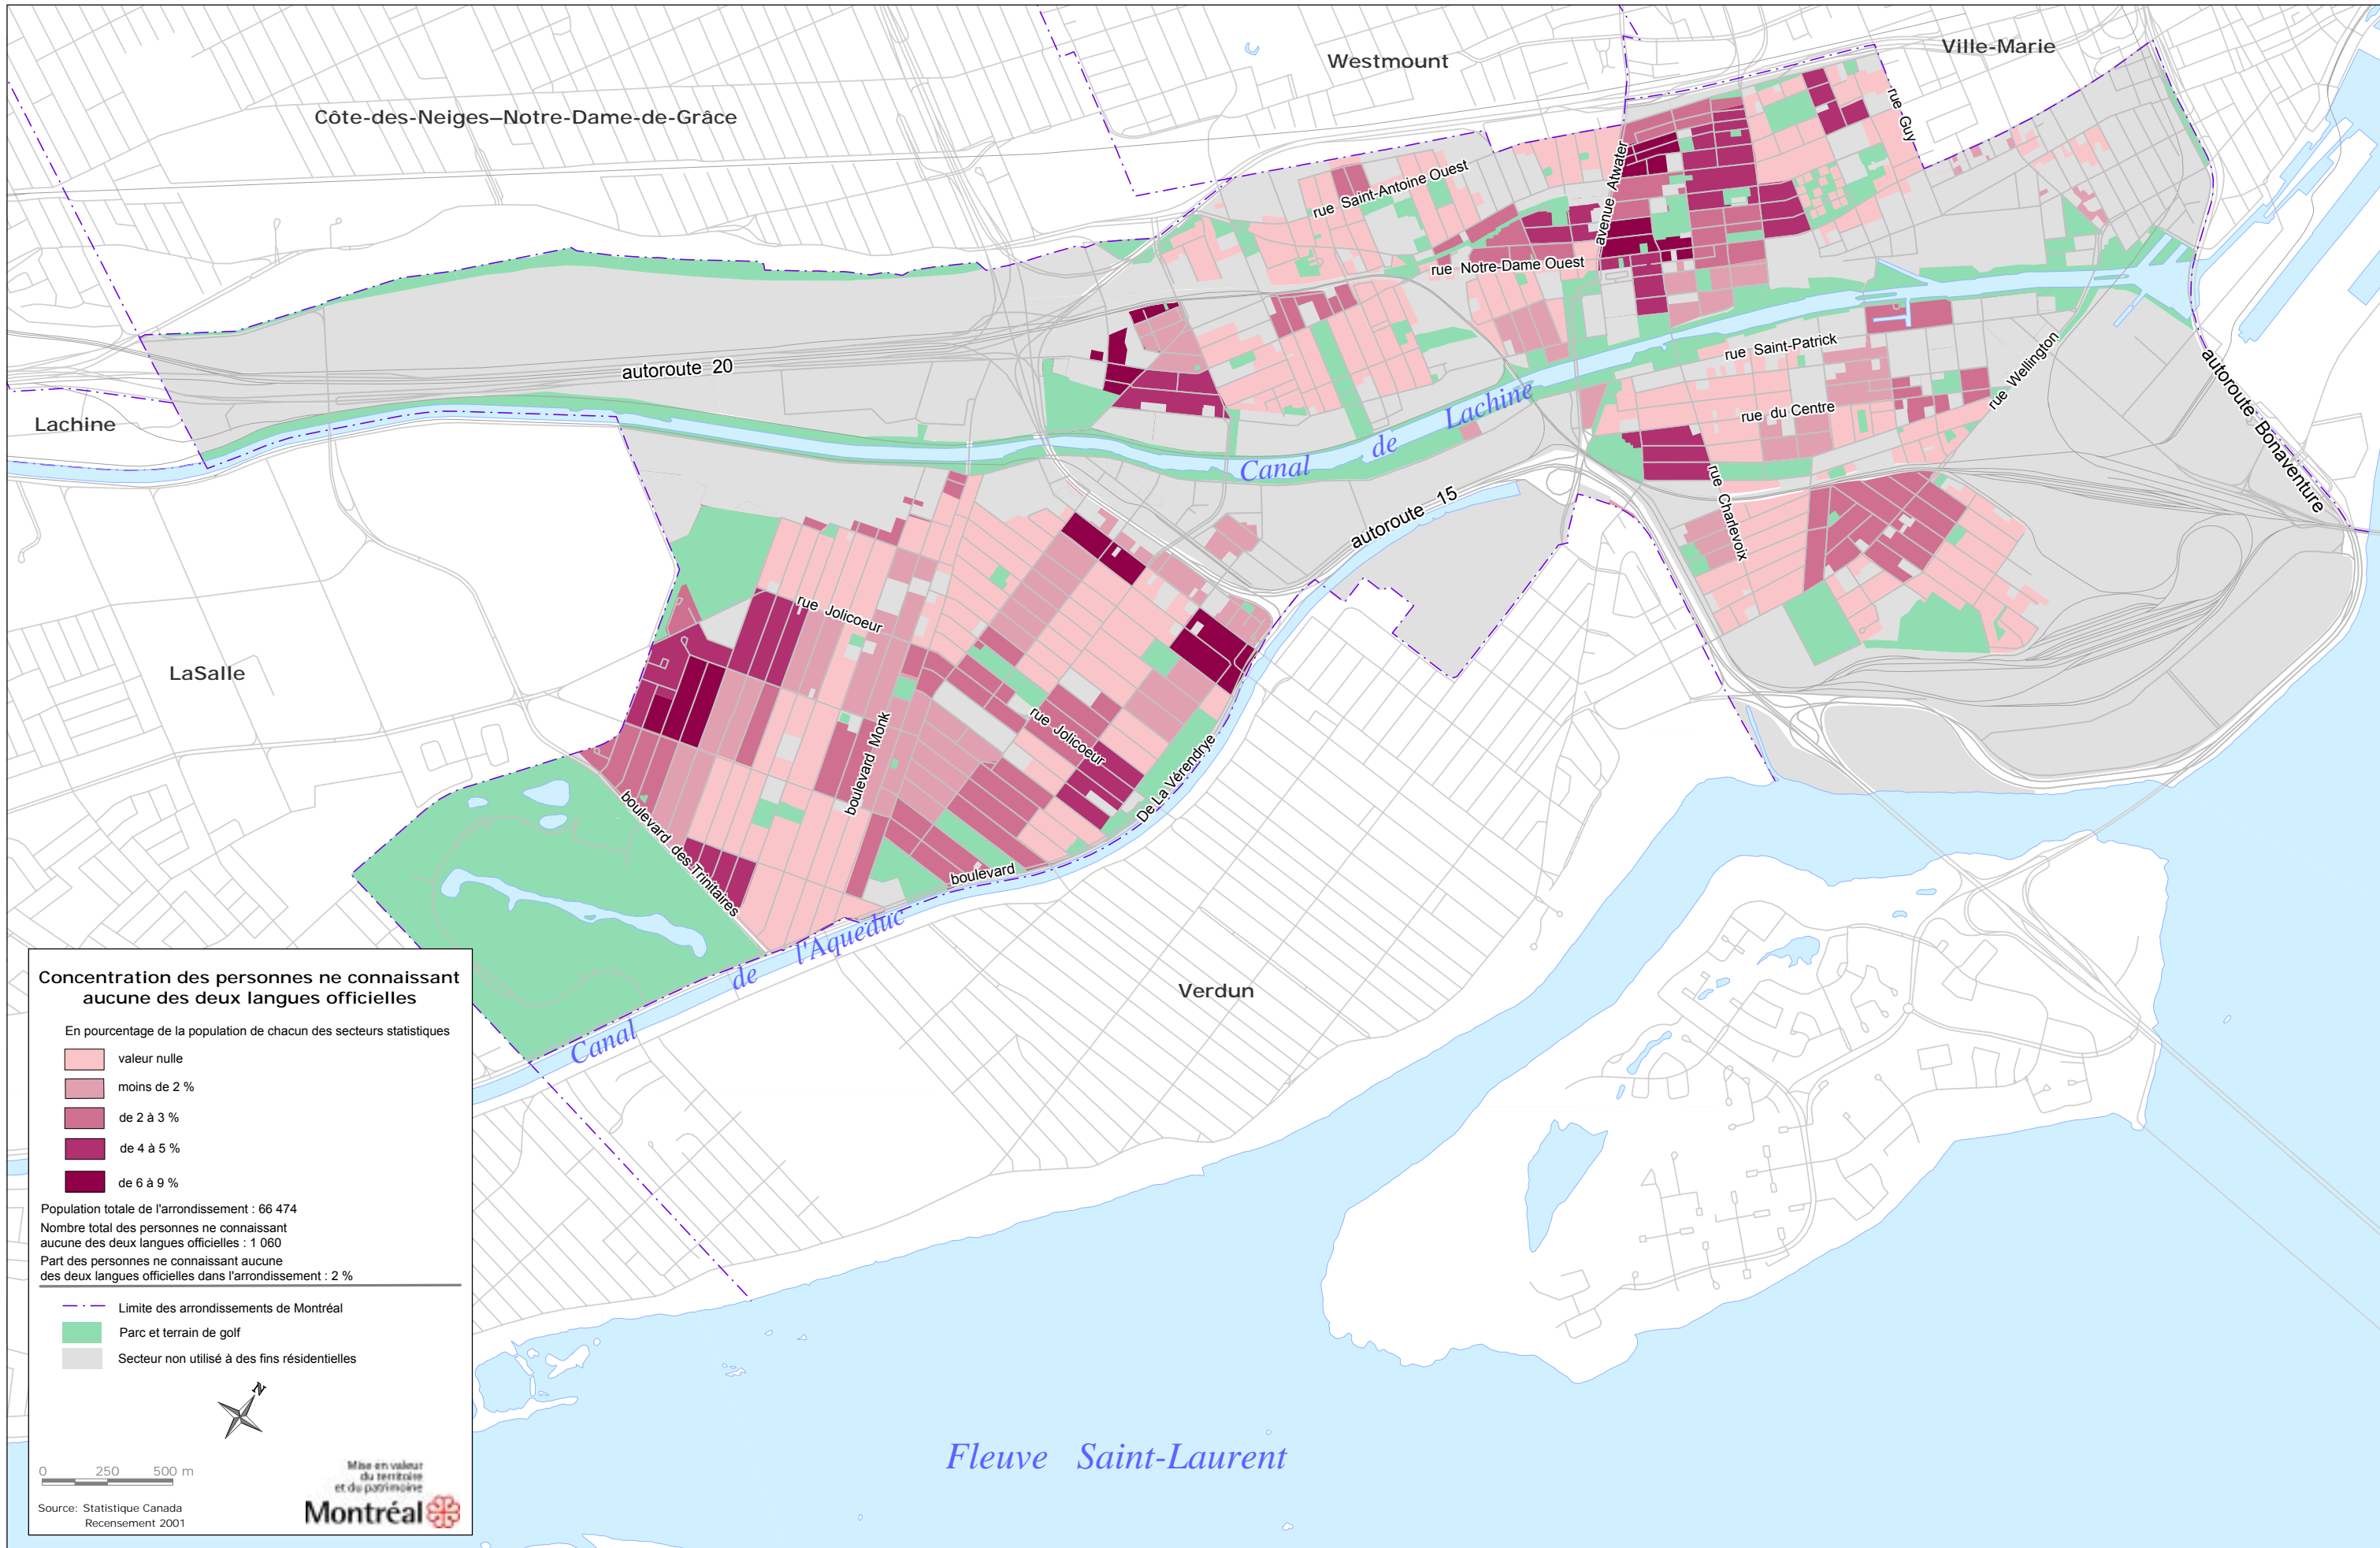 Westmount
Ville-Marie
Côte-des-Neiges–Notre-Dame-de-Grâce
rue Guy
rue Saint-Antoine Ouest
avenue Atwater
rue Notre-Dame Ouest
autoroute 20
rue Saint-Patrick
rue Wellington
autoroute Bonaventure
Lachine
Canal de Lachine
rue du Centre
rue Charlevoix
autoroute 15
rue Jolicoeur
LaSalle
rue Jolicoeur
boulevard Monk
boulevard des Trinitaires
boulevard De La Vérendrye
Canal de l'Aqueduc
Verdun
Fleuve Saint-Laurent
Concentration des personnes ne connaissant
aucune des deux langues officielles
En pourcentage de la population de chacun des secteurs statistiques
valeur nulle
moins de 2 %
de 2 à 3 %
de 4 à 5 %
de 6 à 9 %
Population totale de l'arrondissement : 66 474
Nombre total des personnes ne connaissant
aucune des deux langues officielles : 1 060
Part des personnes ne connaissant aucune
des deux langues officielles dans l'arrondissement : 2 %
Limite des arrondissements de Montréal
Parc et terrain de golf
Secteur non utilisé à des fins résidentielles
N
0 250 500 m
Source: Statistique Canada
Recensement 2001
Mise en valeur
du territoire
et du patrimoine
Montréal